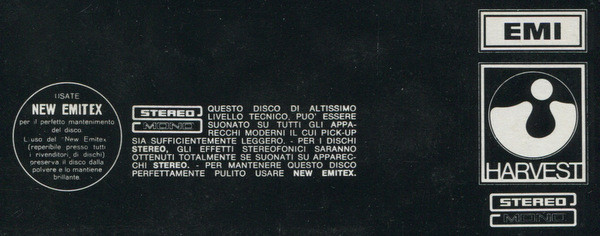 USATE
NEW EMITEX
per il perfetto mantenimento
del disco
L'uso del "New Emitex"
(reperibile presso tutti
i rivenditori, di dischi)
preserva il disco dalla
polvere e lo mantiene
brillante.
STEREO
MONO
QUESTO DISCO DI ALTISSIMO
LIVELLO TECNICO, PUO' ESSERE
SUONATO SU TUTTI GLI APPA-
RECCHI MODERNI IL CUI PICK-UP
SIA SUFFICIENTEMENTE LEGGERO. - PER I DISCHI
STEREO, GLI EFFETTI STEREOFONICI SARANNO
OTTENUTI TOTALMENTE SE SUONATI SU APPAREC-
CHI STEREO. - PER MANTENERE QUESTO DISCO
PERFETTAMENTE PULITO USARE NEW EMITEX.
EMI
HARVEST
STEREO
MONO